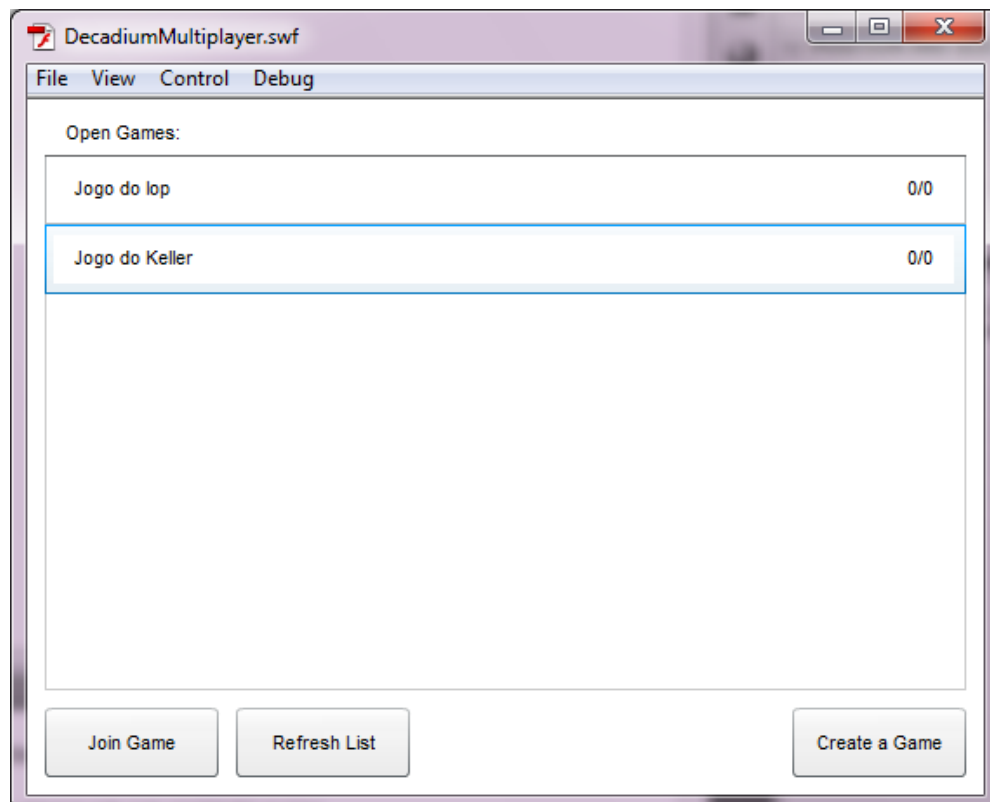 DecadiumMultiplayer.swf
File View Control Debug
Open Games:
Jogo do lop 0/0
Jogo do Keller 0/0
Join Game Refresh List Create a Game